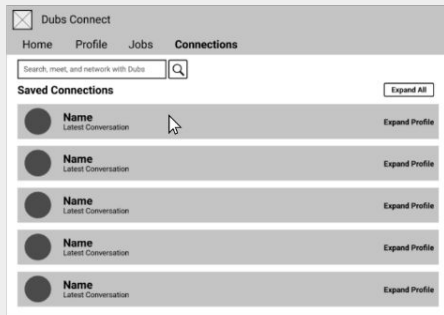 Dubs Connect
Home Profile Jobs Connections
Search, meet, and network with Dubs
Saved Connections Expand All
Name
Latest Conversation
Expand Profile
Name
Latest Conversation
Expand Profile
Name
Latest Conversation
Expand Profile
Name
Latest Conversation
Expand Profile
Name
Latest Conversation
Expand Profile